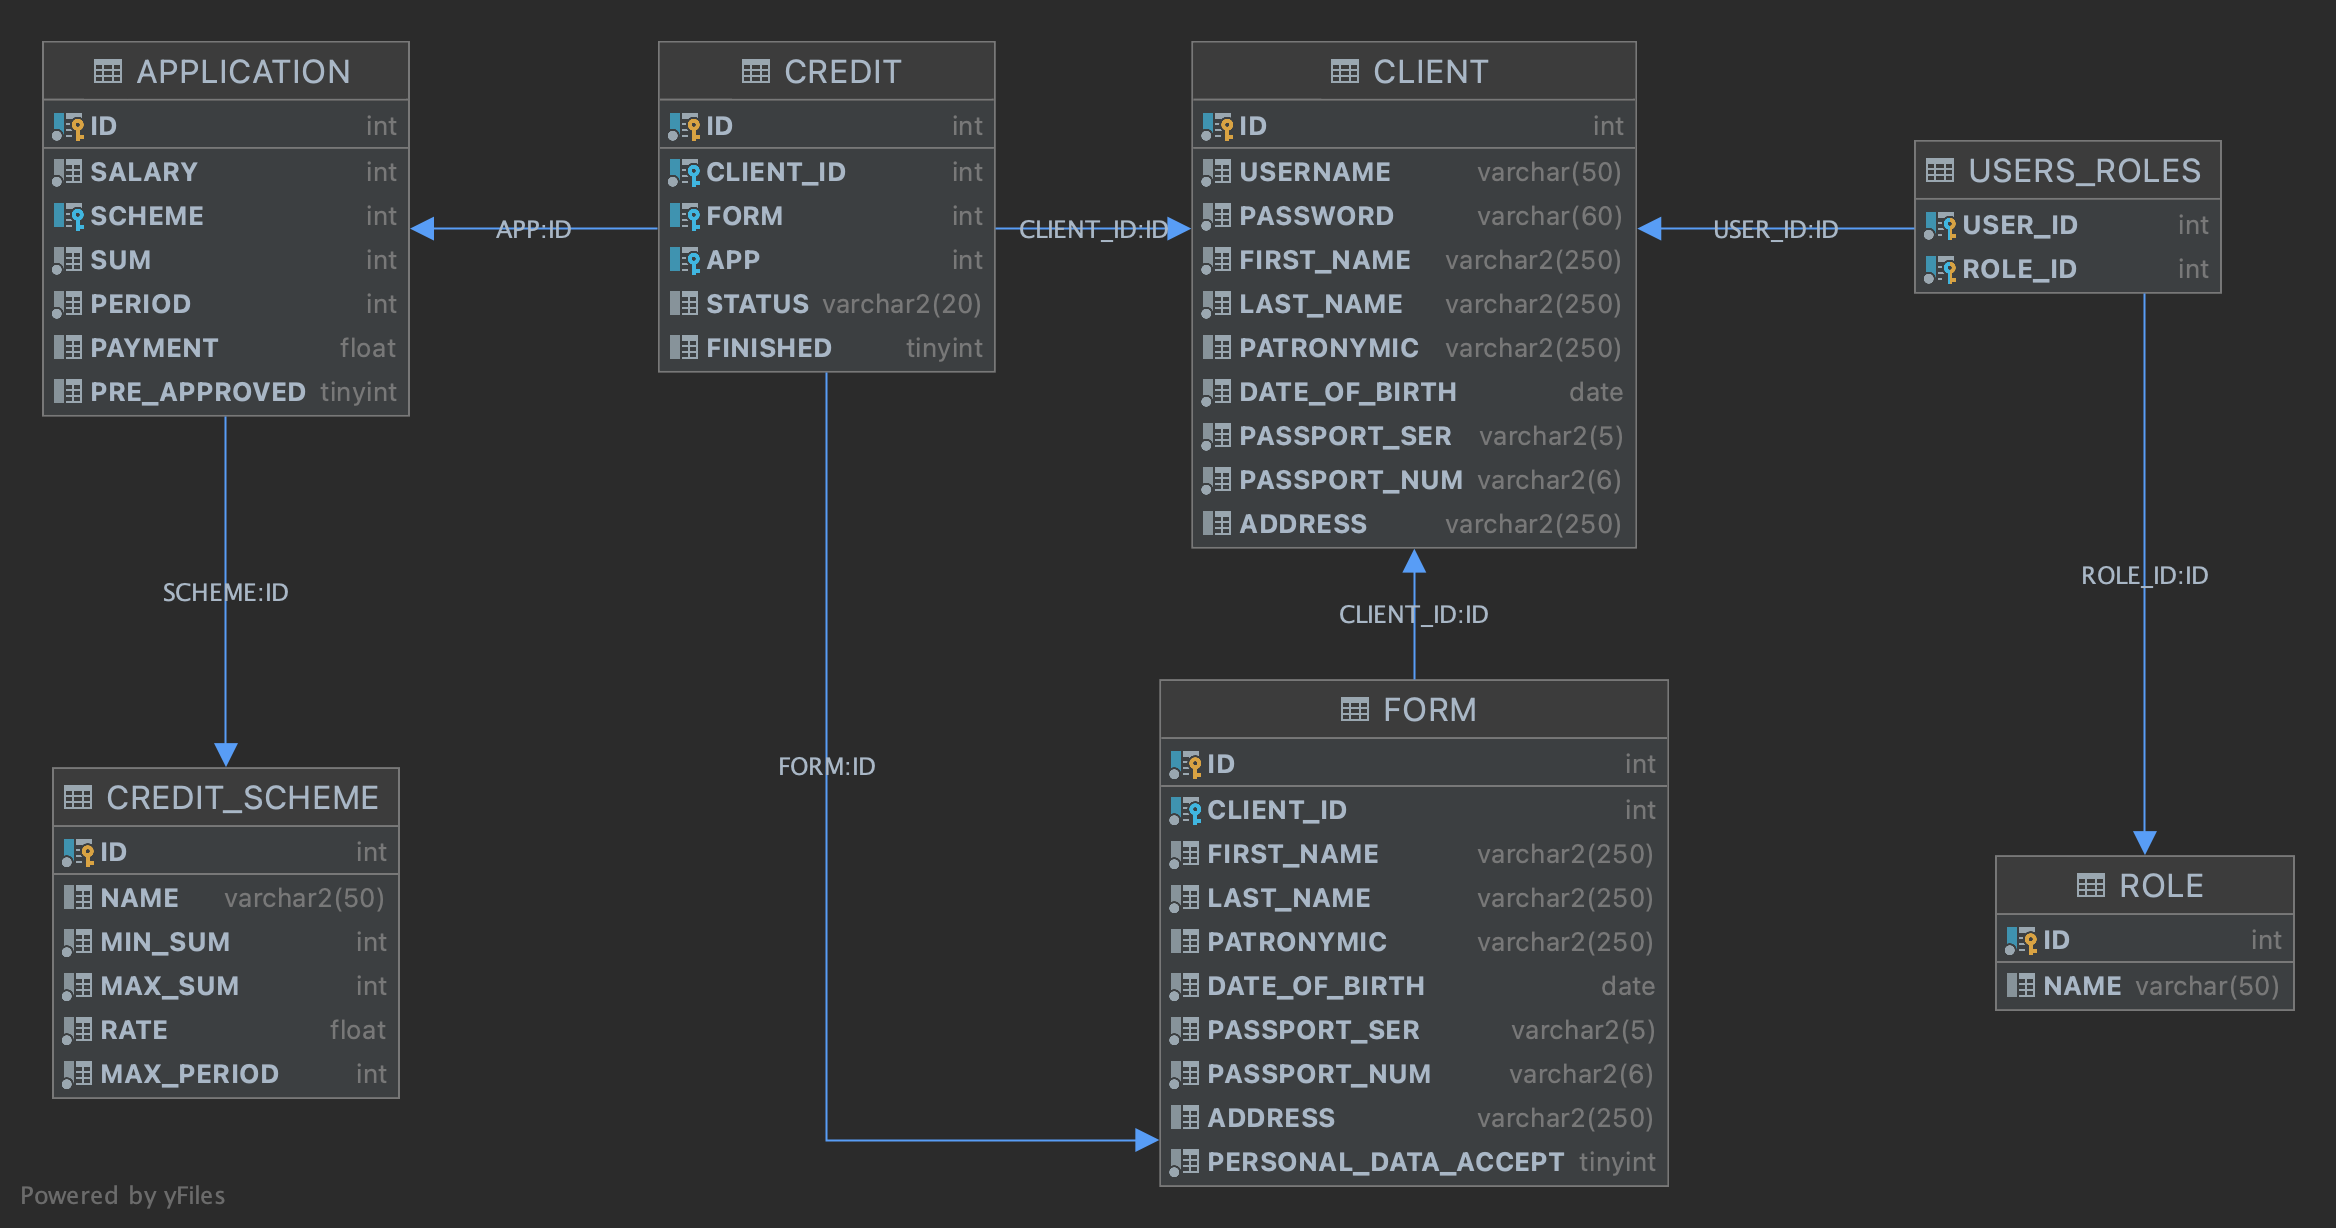 APPLICATION
ID int
SALARY int
SCHEME int
SUM int
PERIOD int
PAYMENT float
PRE_APPROVED tinyint
APP:ID
CREDIT
ID int
CLIENT_ID int
FORM int
APP int
STATUS varchar2(20)
FINISHED tinyint
CLIENT_ID:ID
CLIENT
ID int
USERNAME varchar(50)
PASSWORD varchar(60)
FIRST_NAME varchar2(250)
LAST_NAME varchar2(250)
PATRONYMIC varchar2(250)
DATE_OF_BIRTH date
PASSPORT_SER varchar2(5)
PASSPORT_NUM varchar2(6)
ADDRESS varchar2(250)
USER_ID:ID
USERS_ROLES
USER_ID int
ROLE_ID int
SCHEME:ID
FORM:ID
CLIENT_ID:ID
ROLE_ID:ID
CREDIT_SCHEME
ID int
NAME varchar2(50)
MIN_SUM int
MAX_SUM int
RATE float
MAX_PERIOD int
FORM
ID int
CLIENT_ID int
FIRST_NAME varchar2(250)
LAST_NAME varchar2(250)
PATRONYMIC varchar2(250)
DATE_OF_BIRTH date
PASSPORT_SER varchar2(5)
PASSPORT_NUM varchar2(6)
ADDRESS varchar2(250)
PERSONAL_DATA_ACCEPT tinyint
ROLE
ID int
NAME varchar(50)
Powered by yFiles